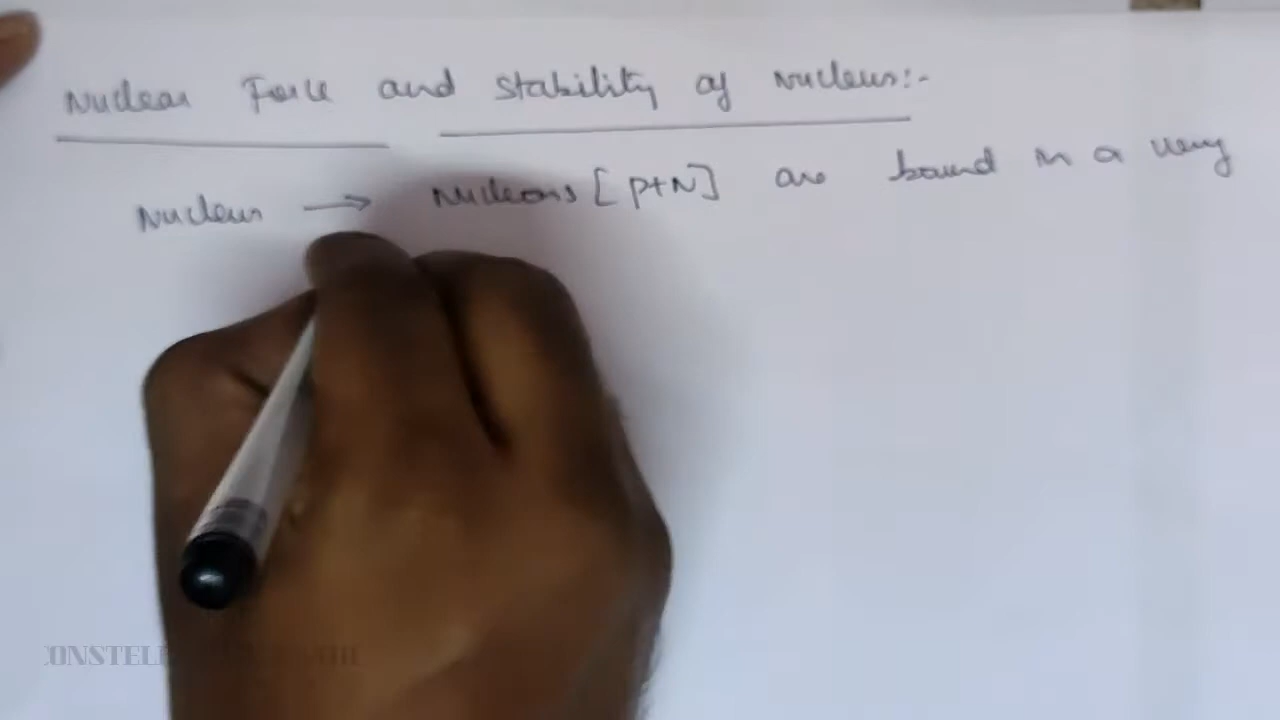 Nuclear Force and stability of Nucleus:-
Nucleus → Nucleons [P+N] are bound in a very